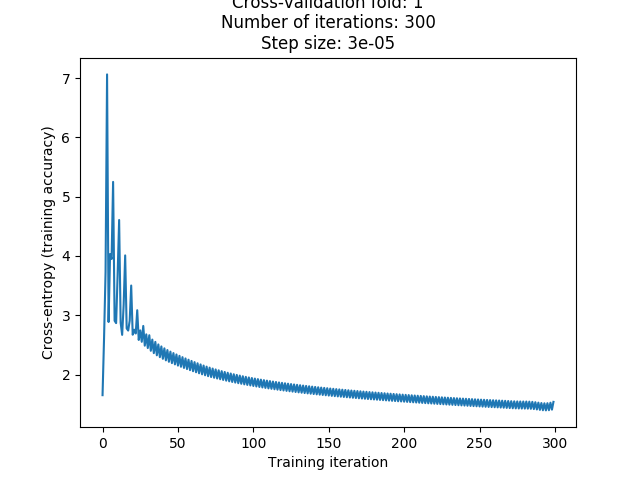 Cross-validation fold: 1
Number of iterations: 300
Step size: 3e-05
7
6
5
4
3
2
Cross-entropy (training accuracy)
0
50
100
150
200
250
300
Training iteration